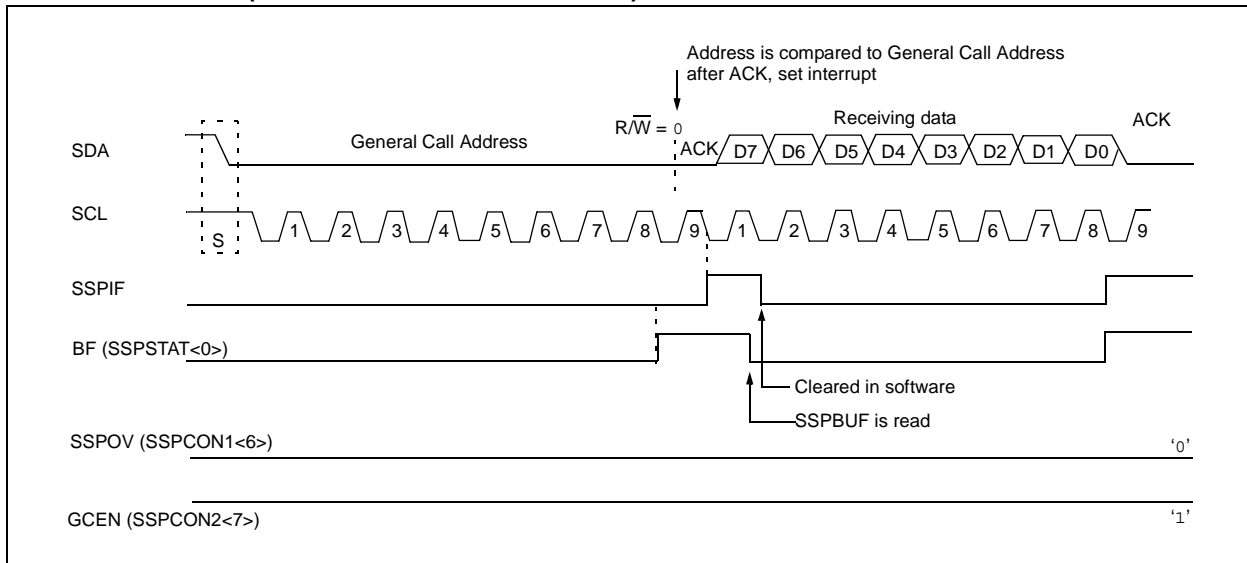 Address is compared to General Call Address
after ACK, set interrupt
R/W̅ = 0
Receiving data
ACK
General Call Address
SDA
ACK
D7 D6 D5 D4 D3 D2 D1 D0
SCL
S
1 2 3 4 5 6 7 8 9 1 2 3 4 5 6 7 8 9
SSPIF
BF (SSPSTAT<0>)
Cleared in software
SSPBUF is read
SSPOV (SSPCON1<6>)
‘0’
GCEN (SSPCON2<7>)
‘1’